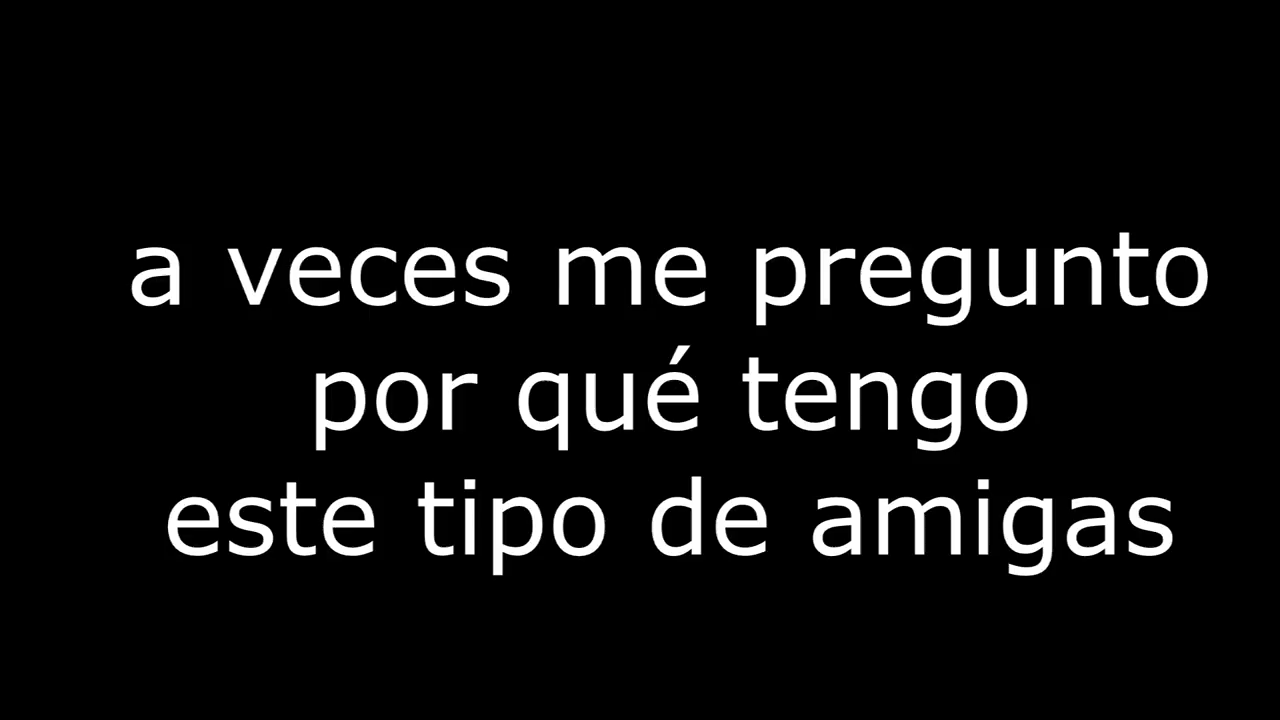 a veces me pregunto
por qué tengo
este tipo de amigas